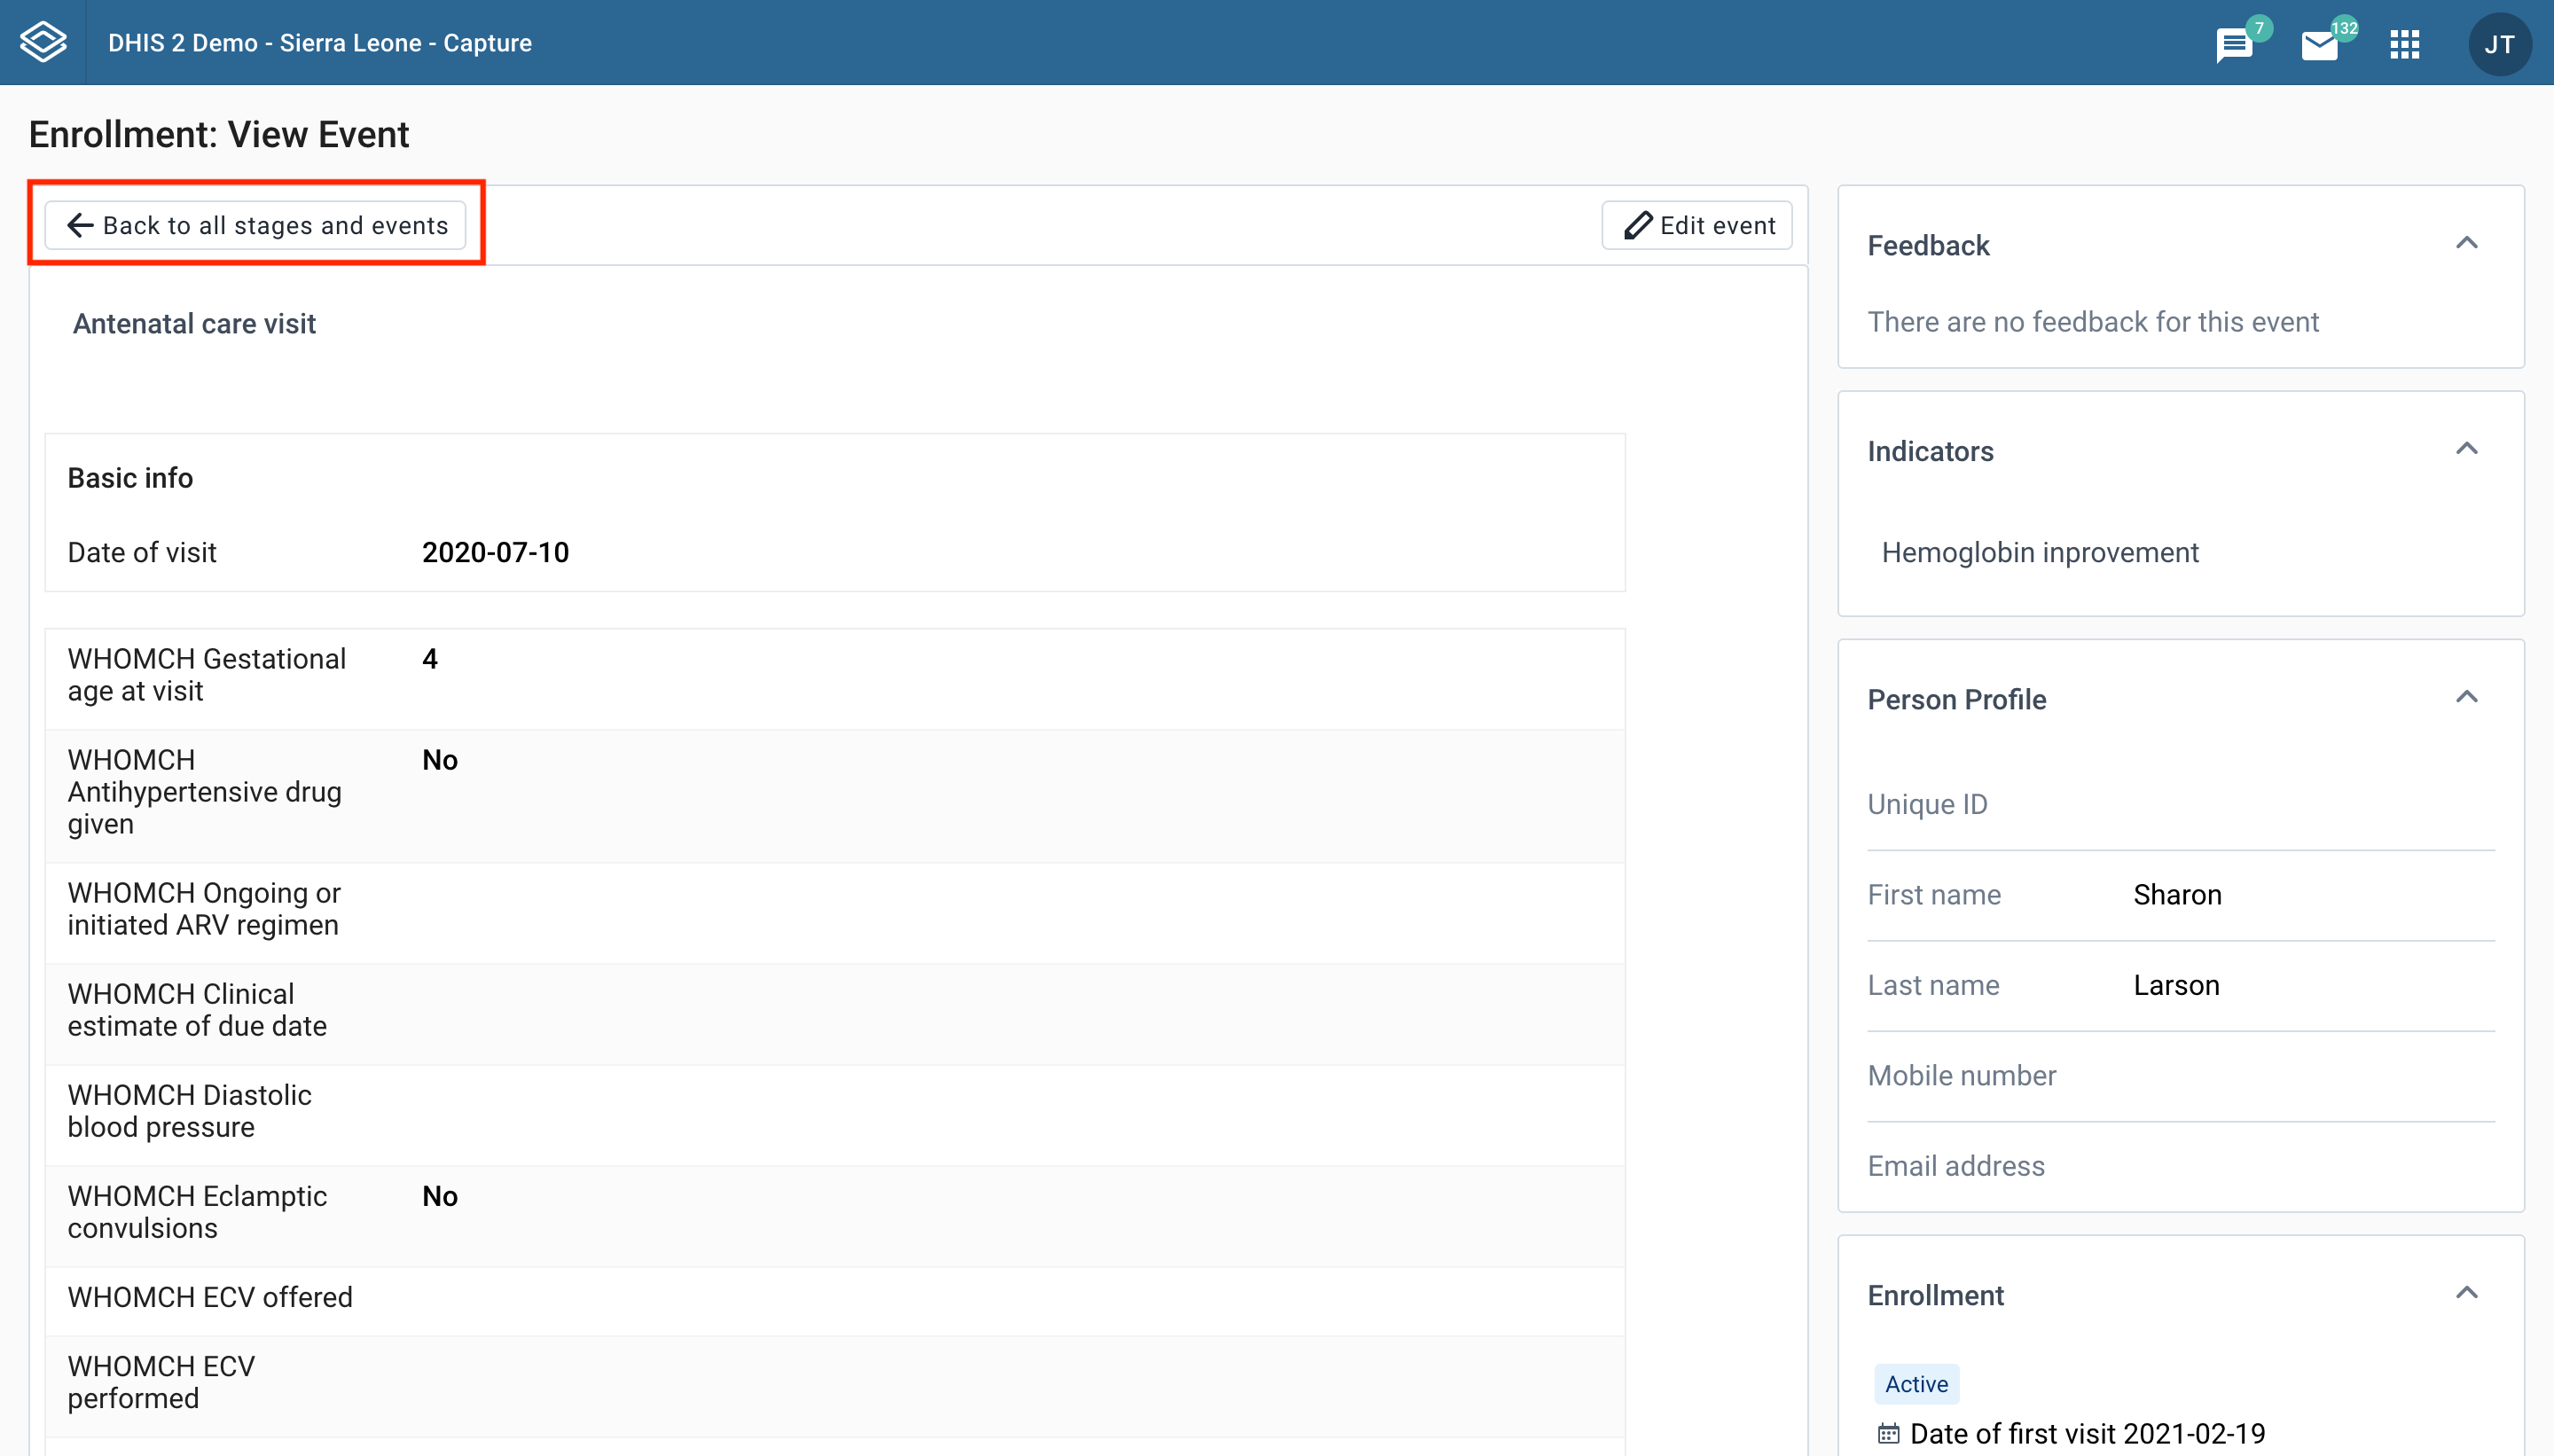 DHIS 2 Demo - Sierra Leone - Capture
7
132
JT
Enrollment: View Event
Back to all stages and events
Edit event
Antenatal care visit
Basic info
Date of visit 2020-07-10
WHOMCH Gestational 4
age at visit
WHOMCH No
Antihypertensive drug
given
WHOMCH Ongoing or
initiated ARV regimen
WHOMCH Clinical
estimate of due date
WHOMCH Diastolic
blood pressure
WHOMCH Eclamptic No
convulsions
WHOMCH ECV offered
WHOMCH ECV
performed
Feedback
There are no feedback for this event
Indicators
Hemoglobin inprovement
Person Profile
Unique ID
First name Sharon
Last name Larson
Mobile number
Email address
Enrollment
Active
Date of first visit 2021-02-19